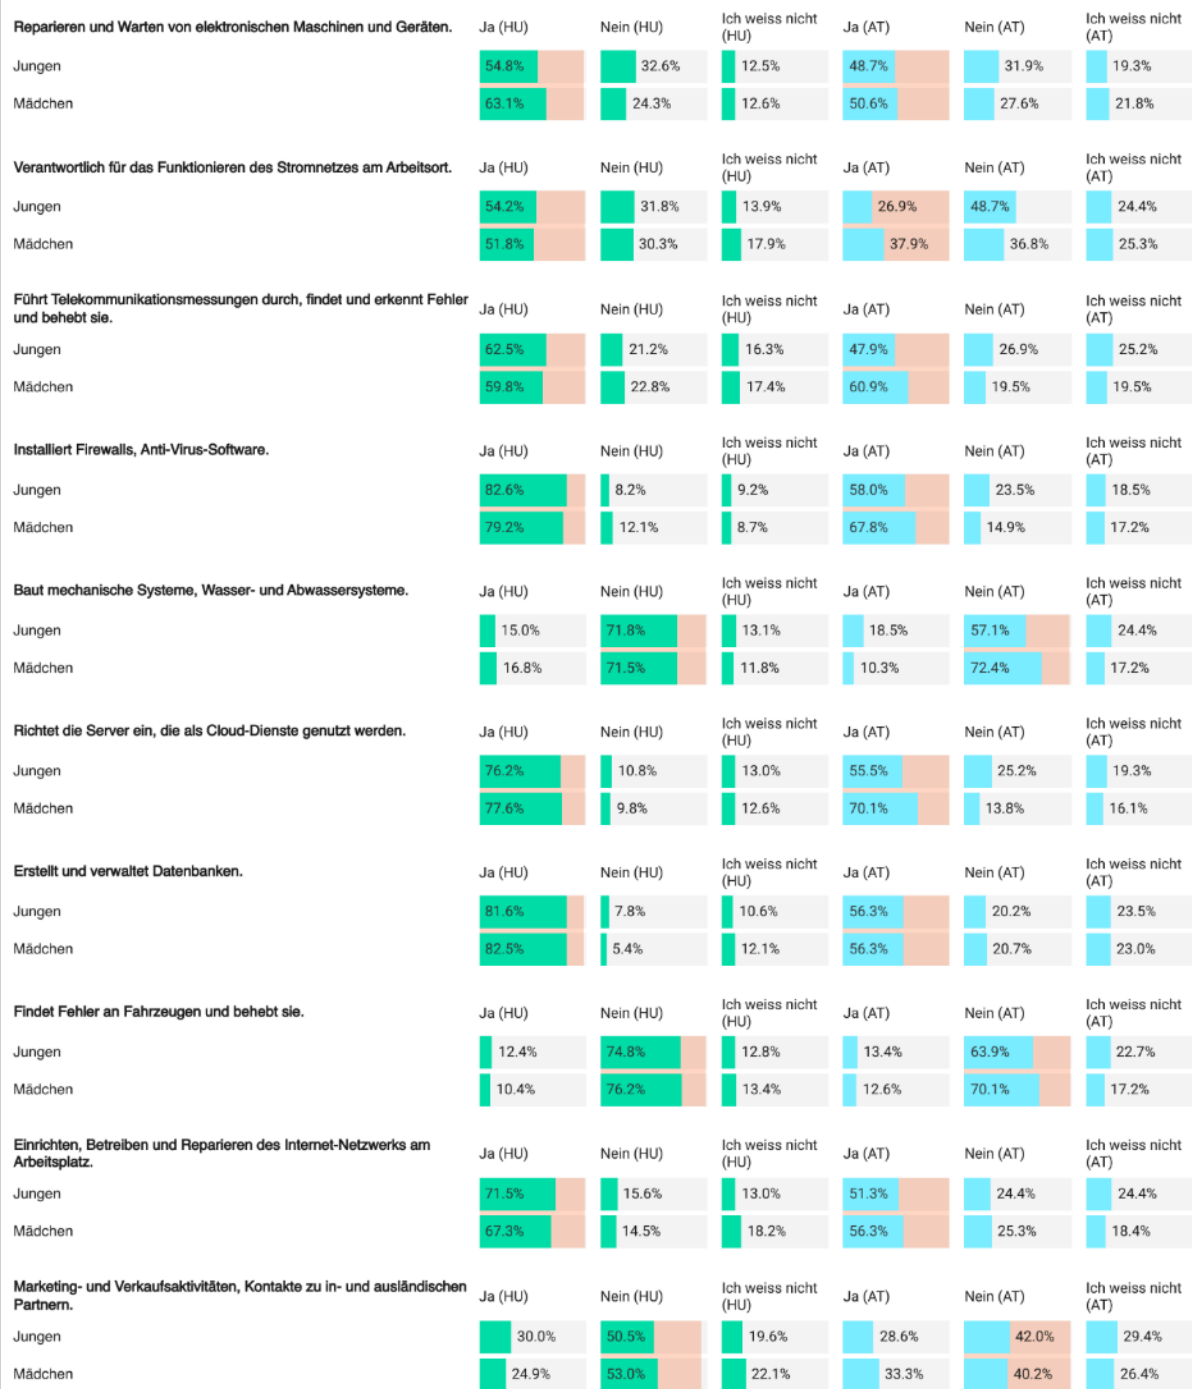 Reparieren und Warten von elektronischen Maschinen und Geräten. Ja (HU) Nein (HU) Ich weiss nicht (HU) Ja (AT) Nein (AT) Ich weiss nicht (AT)
Jungen 54.8% 32.6% 12.5% 48.7% 31.9% 19.3%
Mädchen 63.1% 24.3% 12.6% 50.6% 27.6% 21.8%
Verantwortlich für das Funktionieren des Stromnetzes am Arbeitsort. Ja (HU) Nein (HU) Ich weiss nicht (HU) Ja (AT) Nein (AT) Ich weiss nicht (AT)
Jungen 54.2% 31.8% 13.9% 26.9% 48.7% 24.4%
Mädchen 51.8% 30.3% 17.9% 37.9% 36.8% 25.3%
Führt Telekommunikationsmessungen durch, findet und erkennt Fehler
und behebt sie. Ja (HU) Nein (HU) Ich weiss nicht (HU) Ja (AT) Nein (AT) Ich weiss nicht (AT)
Jungen 62.5% 21.2% 16.3% 47.9% 26.9% 25.2%
Mädchen 59.8% 22.8% 17.4% 60.9% 19.5% 19.5%
Installiert Firewalls, Anti-Virus-Software. Ja (HU) Nein (HU) Ich weiss nicht (HU) Ja (AT) Nein (AT) Ich weiss nicht (AT)
Jungen 82.6% 8.2% 9.2% 58.0% 23.5% 18.5%
Mädchen 79.2% 12.1% 8.7% 67.8% 14.9% 17.2%
Baut mechanische Systeme, Wasser- und Abwassersysteme. Ja (HU) Nein (HU) Ich weiss nicht (HU) Ja (AT) Nein (AT) Ich weiss nicht (AT)
Jungen 15.0% 71.8% 13.1% 18.5% 57.1% 24.4%
Mädchen 16.8% 71.5% 11.8% 10.3% 72.4% 17.2%
Richtet die Server ein, die als Cloud-Dienste genutzt werden. Ja (HU) Nein (HU) Ich weiss nicht (HU) Ja (AT) Nein (AT) Ich weiss nicht (AT)
Jungen 76.2% 10.8% 13.0% 55.5% 25.2% 19.3%
Mädchen 77.6% 9.8% 12.6% 70.1% 13.8% 16.1%
Erstellt und verwaltet Datenbanken. Ja (HU) Nein (HU) Ich weiss nicht (HU) Ja (AT) Nein (AT) Ich weiss nicht (AT)
Jungen 81.6% 7.8% 10.6% 56.3% 20.2% 23.5%
Mädchen 82.5% 5.4% 12.1% 56.3% 20.7% 23.0%
Findet Fehler an Fahrzeugen und behebt sie. Ja (HU) Nein (HU) Ich weiss nicht (HU) Ja (AT) Nein (AT) Ich weiss nicht (AT)
Jungen 12.4% 74.8% 12.8% 13.4% 63.9% 22.7%
Mädchen 10.4% 76.2% 13.4% 12.6% 70.1% 17.2%
Einrichten, Betreiben und Reparieren des Internet-Netzwerks am
Arbeitsplatz. Ja (HU) Nein (HU) Ich weiss nicht (HU) Ja (AT) Nein (AT) Ich weiss nicht (AT)
Jungen 71.5% 15.6% 13.0% 51.3% 24.4% 24.4%
Mädchen 67.3% 14.5% 18.2% 56.3% 25.3% 18.4%
Marketing- und Verkaufsaktivitäten, Kontakte zu in- und ausländischen
Partnern. Ja (HU) Nein (HU) Ich weiss nicht (HU) Ja (AT) Nein (AT) Ich weiss nicht (AT)
Jungen 30.0% 50.5% 19.6% 28.6% 42.0% 29.4%
Mädchen 24.9% 53.0% 22.1% 33.3% 40.2% 26.4%